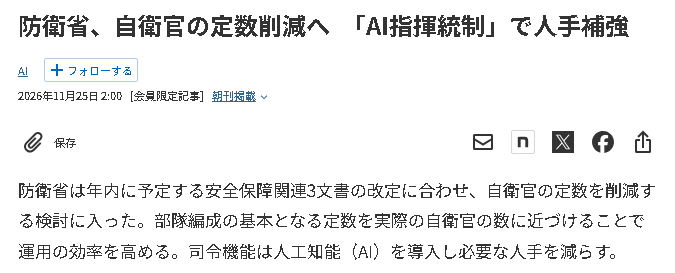 防衛省、自衛官の定数削減へ 「AI指揮統制」で人手補強
AI
+ フォローする
2026年11月25日 2:00 [会員限定記事] 朝刊掲載
保存
防衛省は年内に予定する安全保障関連3文書の改定に合わせ、自衛官の定数を削減す
る検討に入った。部隊編成の基本となる定数を実際の自衛官の数に近づけることで
運用の効率を高める。司令機能は人工知能（AI）を導入し必要な人手を減らす。